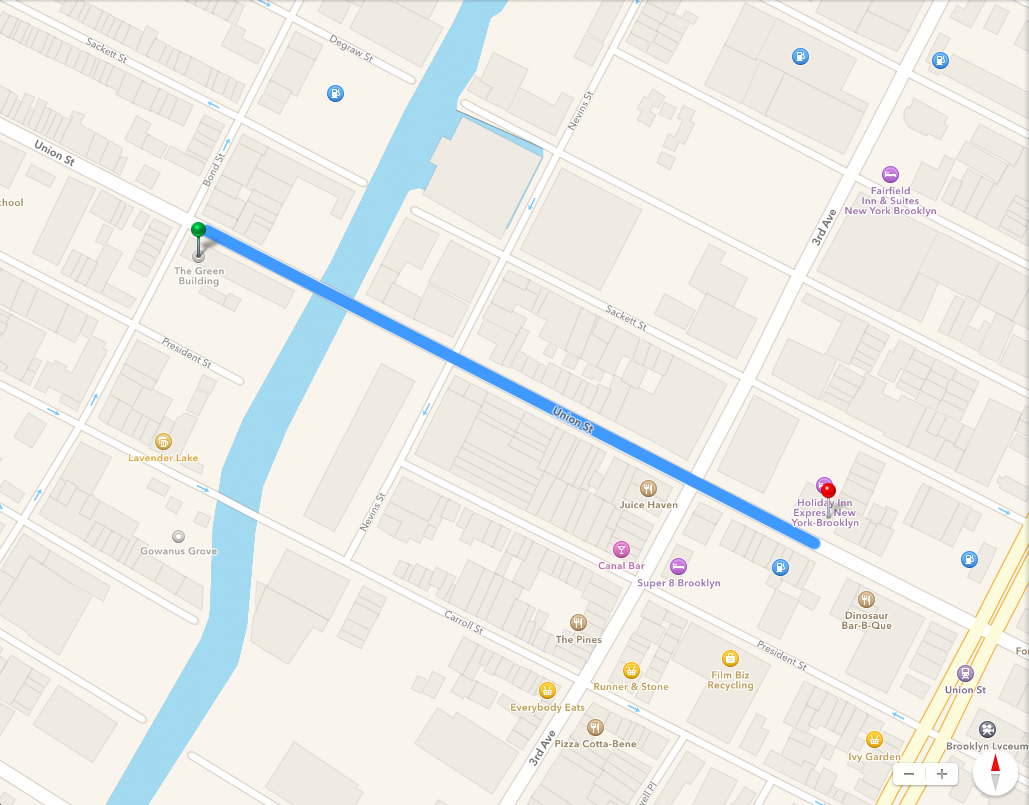 Degraw St
Sackett St
Nevins St
Union St
Bond St
Fairfield
Inn & Suites
New York Brooklyn
3rd Ave
The Green
Building
Sackett St
President St
Union St
Lavender Lake
Juice Haven
Holiday Inn
Express New
York-Brooklyn
Nevins St
Gowanus Grove
Canal Bar
Super 8 Brooklyn
Dinosaur
Bar-B-Que
Carroll St
The Pines
President St
Film Biz
Recycling
Runner & Stone
Union St
Everybody Eats
3rd Ave
Pizza Cotta-Bene
Ivy Garden
Brooklyn Lyceum